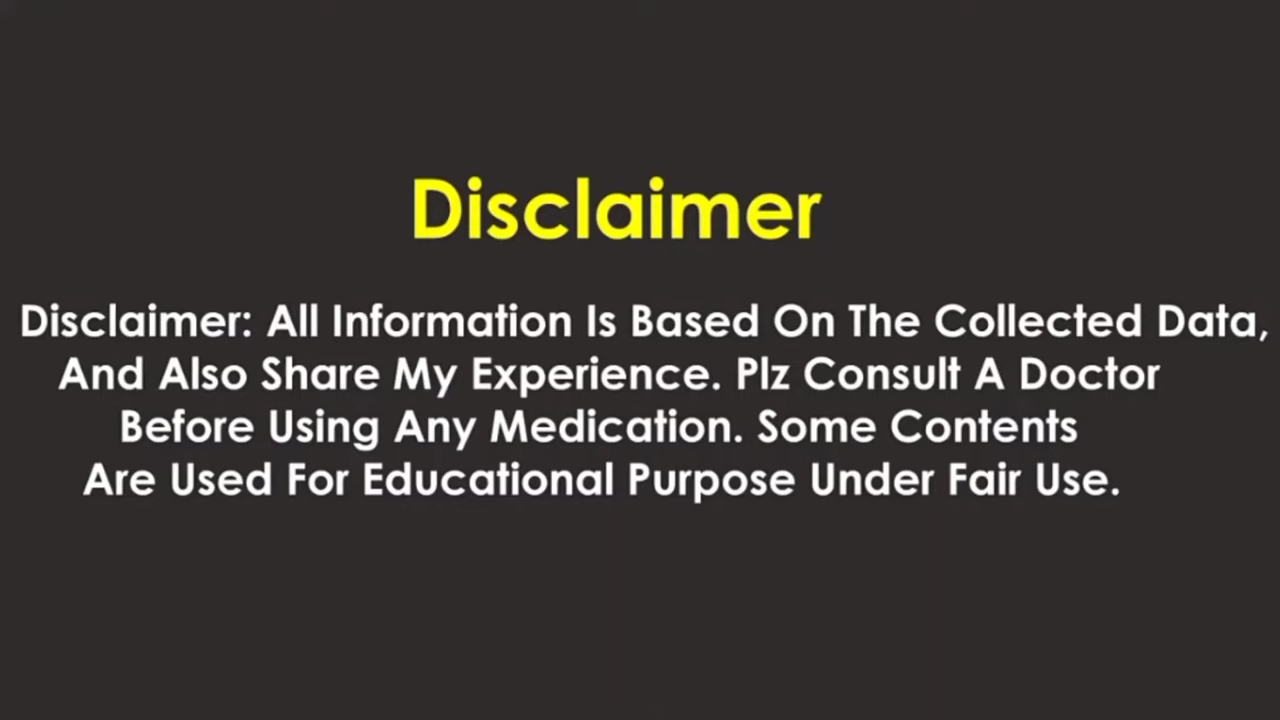 Disclaimer
Disclaimer: All Information Is Based On The Collected Data,
And Also Share My Experience. Plz Consult A Doctor
Before Using Any Medication. Some Contents
Are Used For Educational Purpose Under Fair Use.